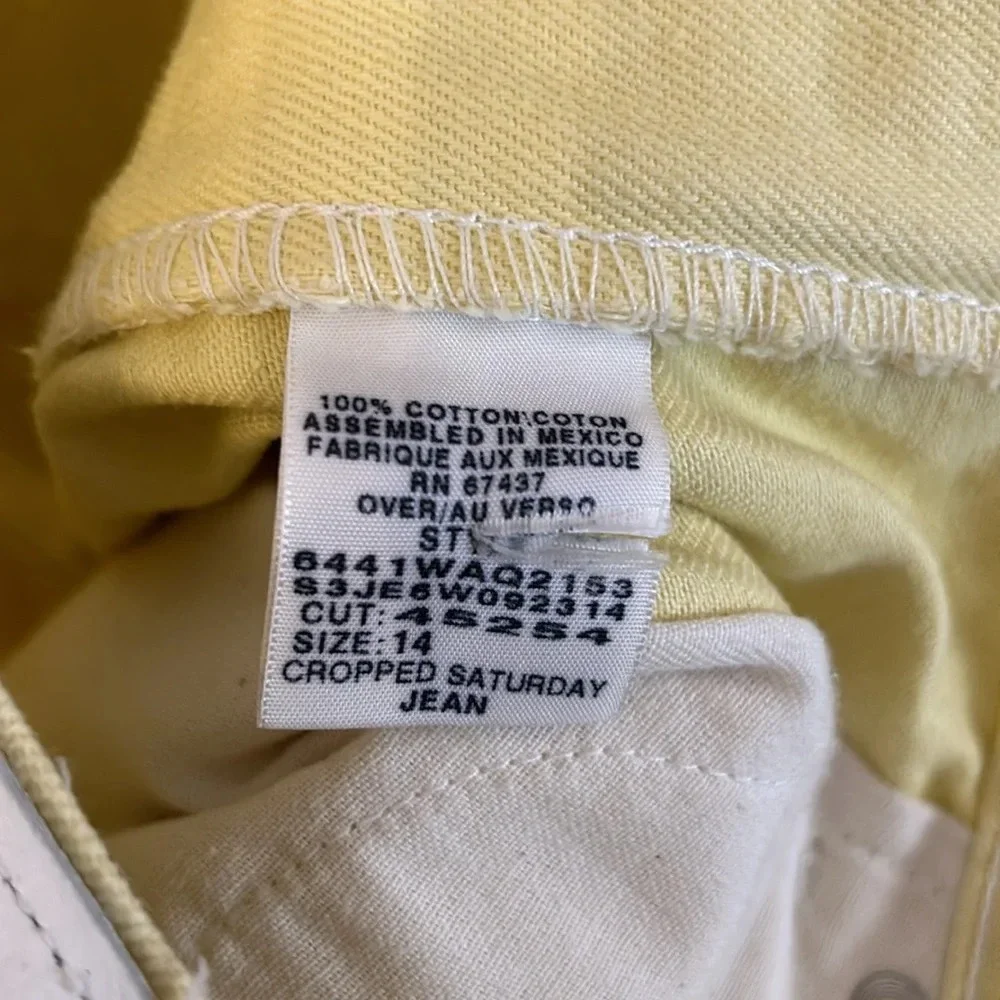 100% COTTON\COTON
ASSEMBLED IN MEXICO
FABRIQUE AUX MEXIQUE
RN 67437
OVER/AU VERSO
6441WAQ2153
S3JE6W092314
CUT: 45254
SIZE: 14
CROPPED SATURDAY
JEAN